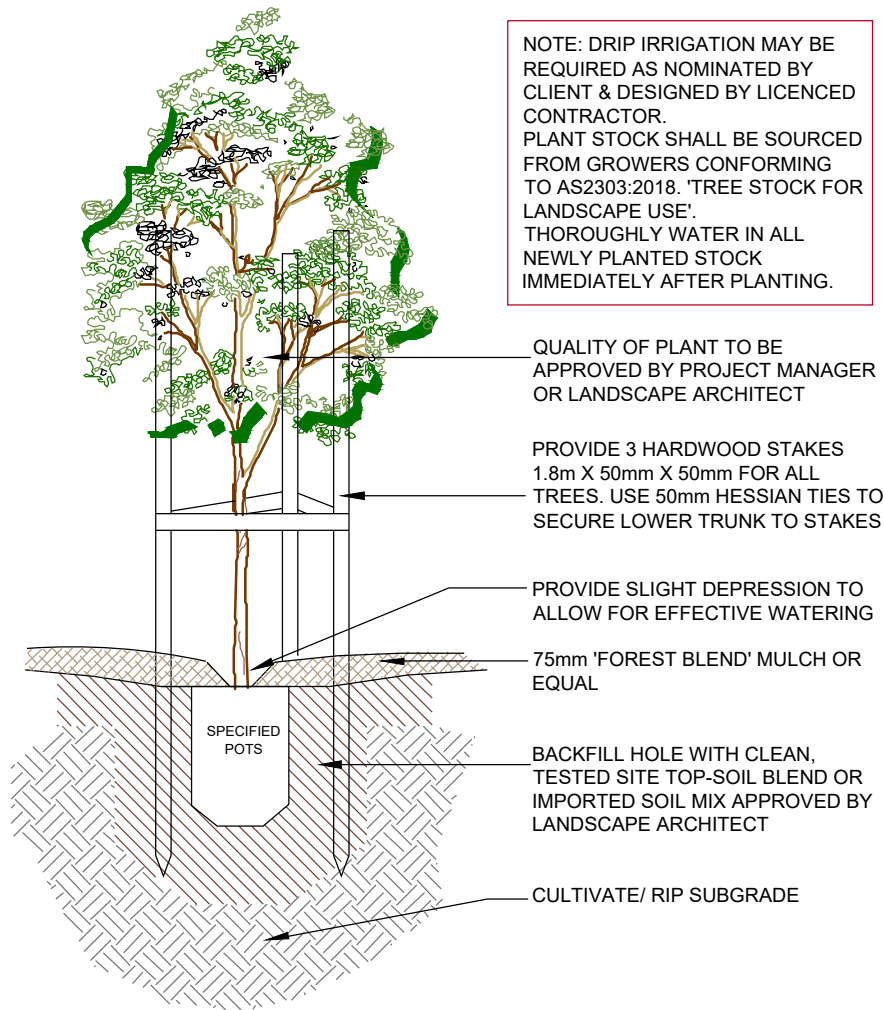 NOTE: DRIP IRRIGATION MAY BE
REQUIRED AS NOMINATED BY
CLIENT & DESIGNED BY LICENCED
CONTRACTOR.
PLANT STOCK SHALL BE SOURCED
FROM GROWERS CONFORMING
TO AS2303:2018. 'TREE STOCK FOR
LANDSCAPE USE'.
THOROUGHLY WATER IN ALL
NEWLY PLANTED STOCK
IMMEDIATELY AFTER PLANTING.
QUALITY OF PLANT TO BE
APPROVED BY PROJECT MANAGER
OR LANDSCAPE ARCHITECT
PROVIDE 3 HARDWOOD STAKES
1.8m X 50mm X 50mm FOR ALL
TREES. USE 50mm HESSIAN TIES TO
SECURE LOWER TRUNK TO STAKES
PROVIDE SLIGHT DEPRESSION TO
ALLOW FOR EFFECTIVE WATERING
75mm 'FOREST BLEND' MULCH OR
EQUAL
SPECIFIED
POTS
BACKFILL HOLE WITH CLEAN,
TESTED SITE TOP-SOIL BLEND OR
IMPORTED SOIL MIX APPROVED BY
LANDSCAPE ARCHITECT
CULTIVATE/ RIP SUBGRADE